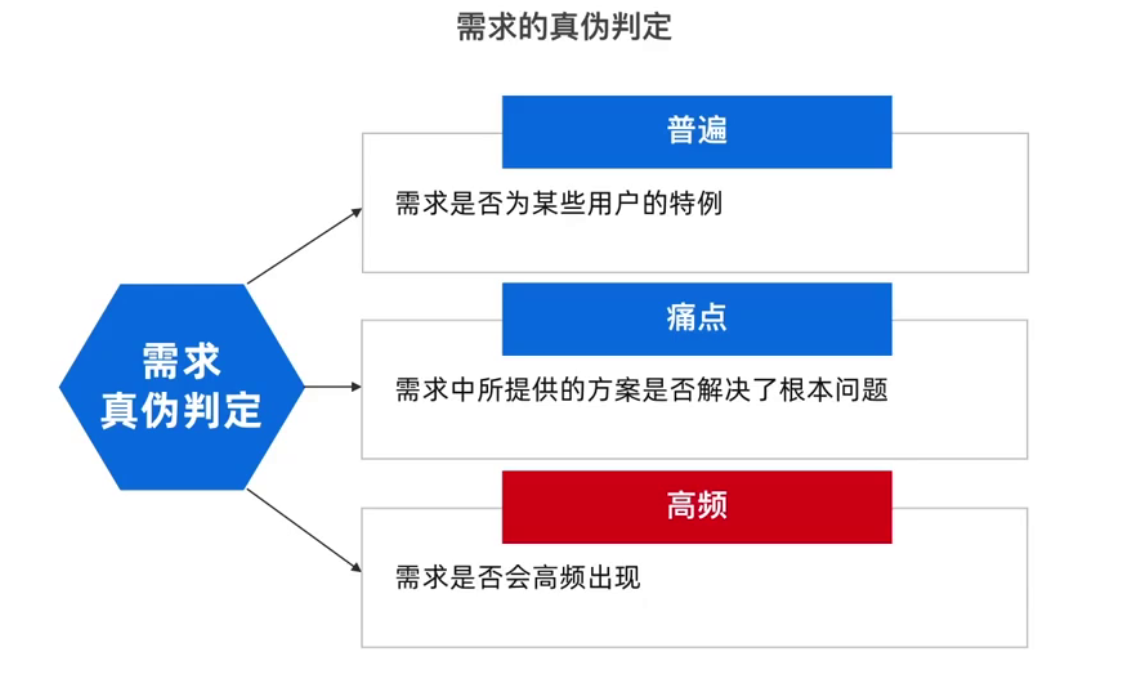 需求的真伪判定
普遍
需求是否为某些用户的特例
痛点
需求
真伪判定
需求中所提供的方案是否解决了根本问题
高频
需求是否会高频出现